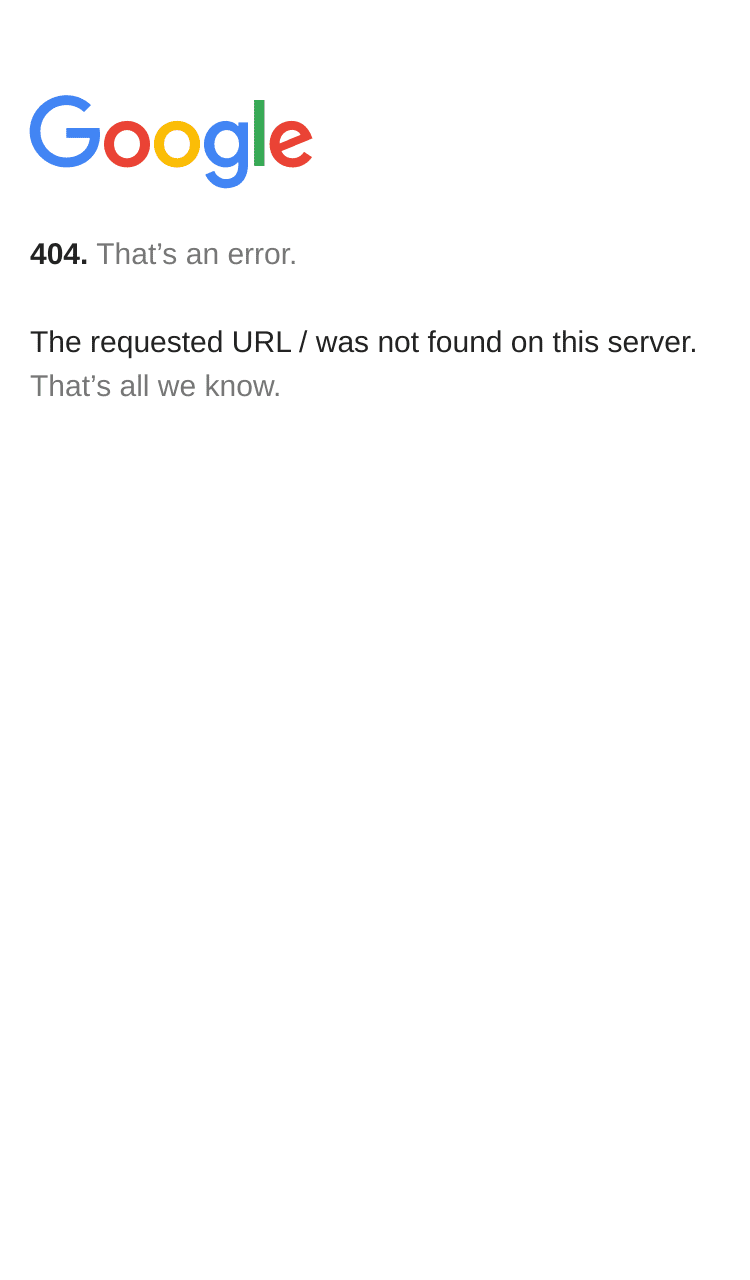 Google
404. That’s an error.
The requested URL / was not found on this server.
That’s all we know.